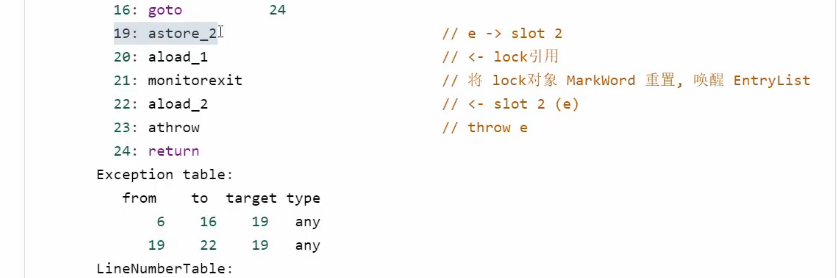 16: goto 24
19: astore_2 // e -> slot 2
20: aload_1 // <- lock引用
21: monitorexit // 将 lock对象 MarkWord 重置, 唤醒 EntryList
22: aload_2 // <- slot 2 (e)
23: athrow // throw e
24: return
Exception table:
from to target type
6 16 19 any
19 22 19 any
LineNumberTable: